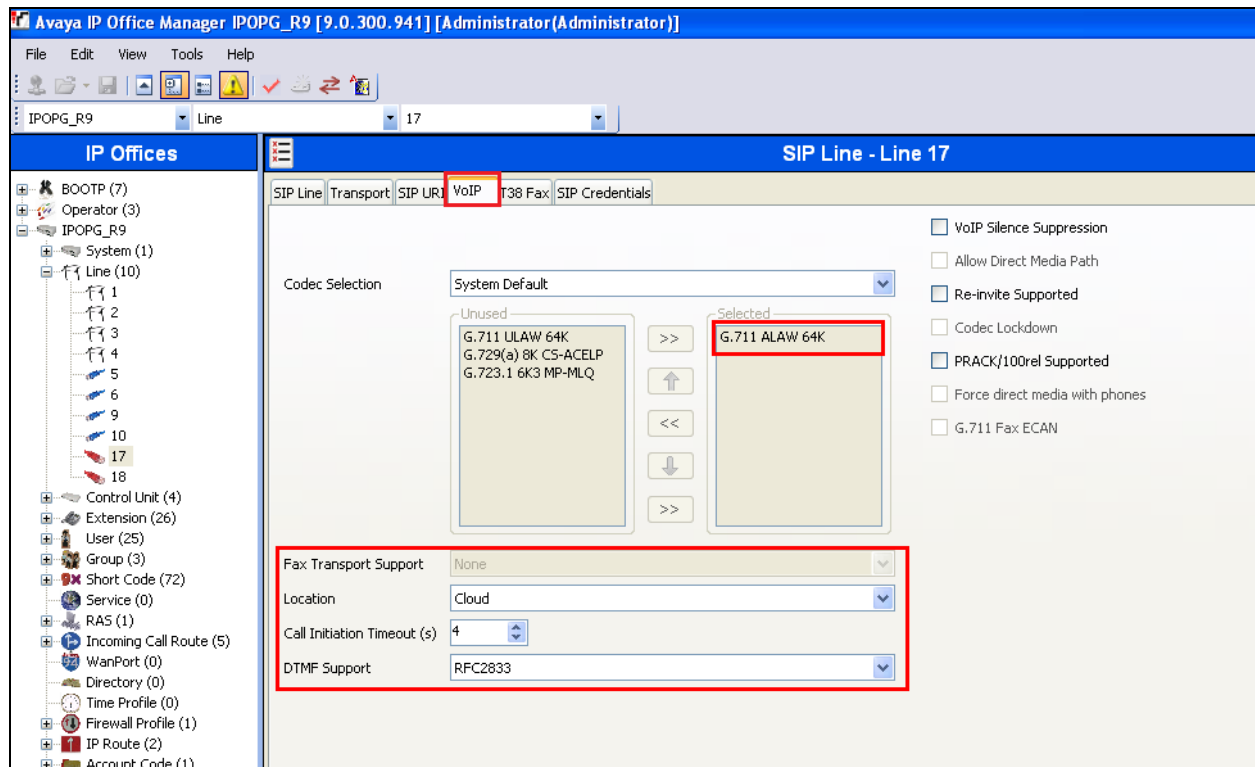 Avaya IP Office Manager IPOPG_R9 [9.0.300.941] [Administrator(Administrator)]
File Edit View Tools Help
IPOPG_R9 Line 17
IP Offices
BOOTP (7)
Operator (3)
IPOPG_R9
System (1)
Line (10)
1
2
3
4
5
6
9
10
17
18
Control Unit (4)
Extension (26)
User (25)
Group (3)
Short Code (72)
Service (0)
RAS (1)
Incoming Call Route (5)
WanPort (0)
Directory (0)
Time Profile (0)
Firewall Profile (1)
IP Route (2)
Account Code (1)
SIP Line - Line 17
SIP Line Transport SIP URI VoIP T38 Fax SIP Credentials
Codec Selection System Default
Unused
G.711 ULAW 64K
G.729(a) 8K CS-ACELP
G.723.1 6K3 MP-MLQ
>>
<<
>>
Selected
G.711 ALAW 64K
Fax Transport Support None
Location Cloud
Call Initiation Timeout (s) 4
DTMF Support RFC2833
VoIP Silence Suppression
Allow Direct Media Path
Re-invite Supported
Codec Lockdown
PRACK/100rel Supported
Force direct media with phones
G.711 Fax ECAN